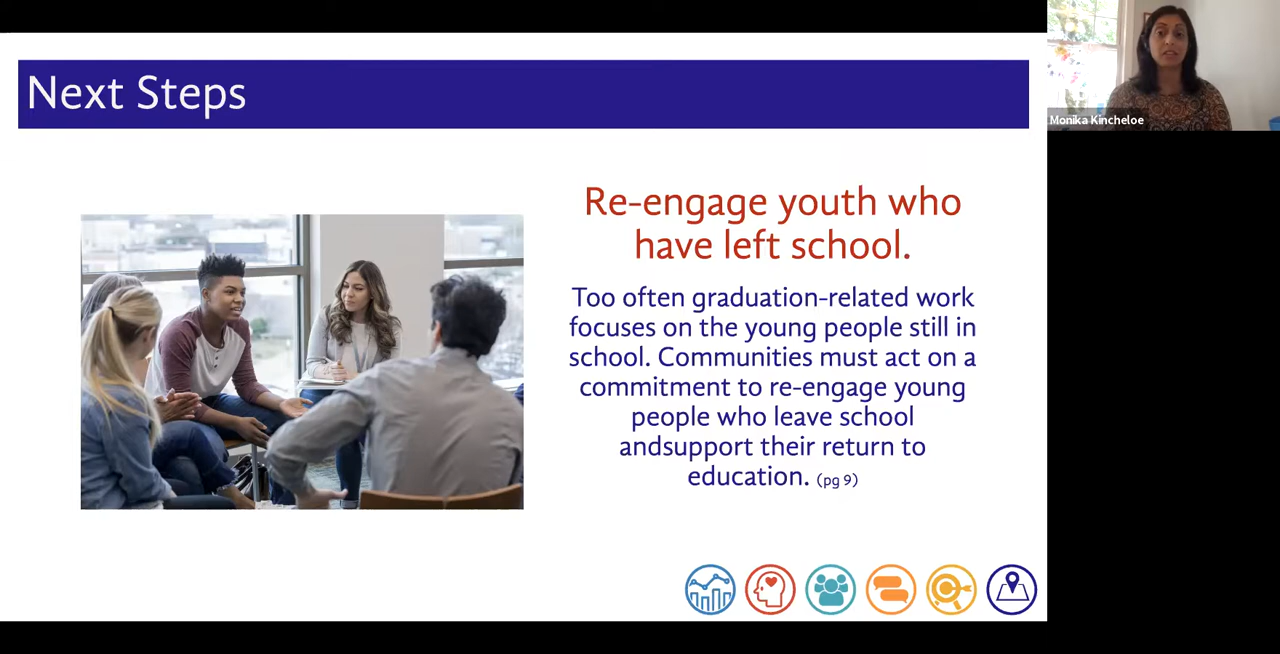 Next Steps
Monika Kincheloe
Re-engage youth who
have left school.
Too often graduation-related work
focuses on the young people still in
school. Communities must act on a
commitment to re-engage young
people who leave school
andsupport their return to
education. (pg 9)